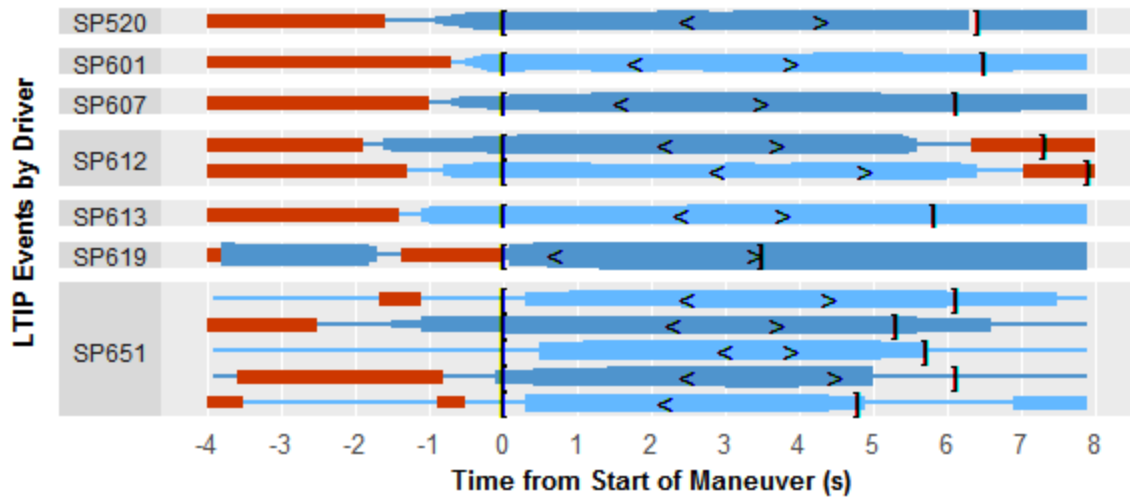 LTIP Events by Driver
SP520
SP601
SP607
SP612
SP613
SP619
SP651
-4 -3 -2 -1 0 1 2 3 4 5 6 7 8
Time from Start of Maneuver (s)